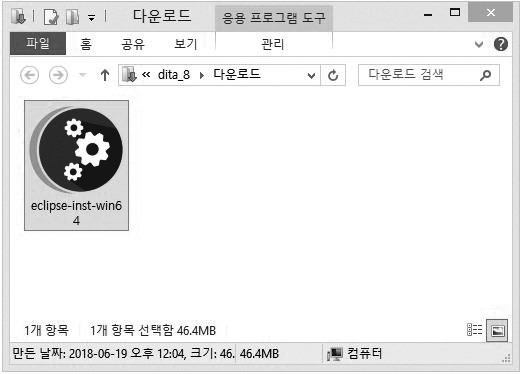 다운로드
응용 프로그램 도구
파일 홈 공유 보기 관리
« dita_8 다운로드
다운로드 검색
eclipse-inst-win6
4
1개 항목 1개 항목 선택함 46.4MB
만든 날짜: 2018-06-19 오후 12:04, 크기: 46. 46.4MB 컴퓨터